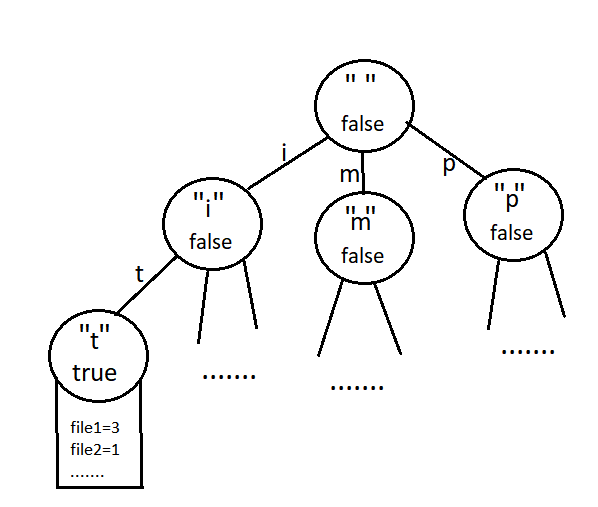 " "
false
i
m
p
"i"
false
"m"
false
"p"
false
t
"t"
true
file1=3
file2=1
.......
.......
.......
.......